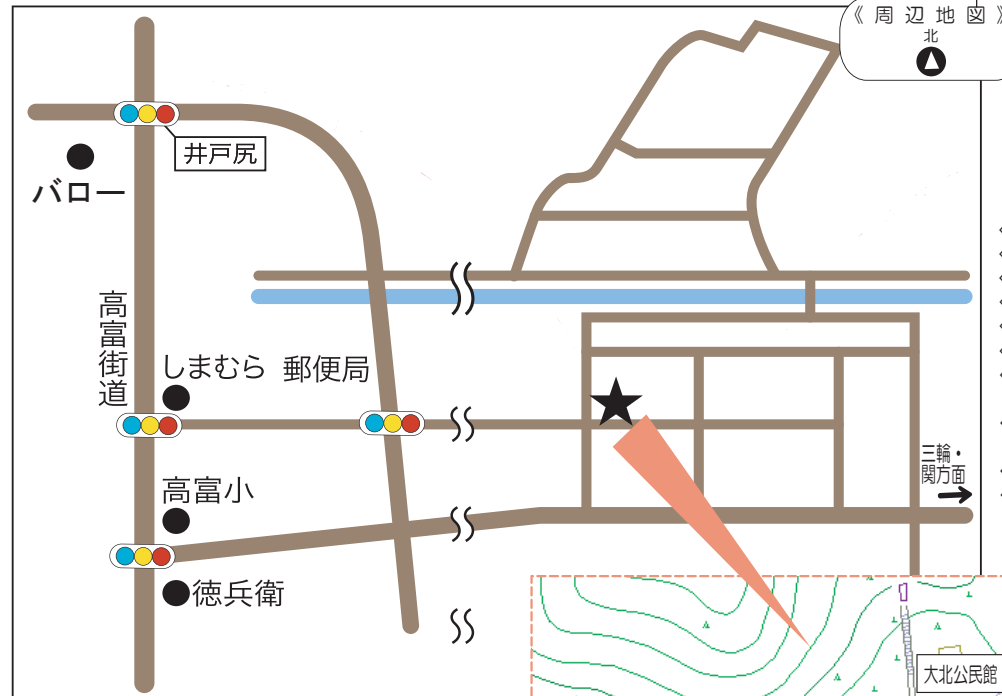 《周辺地図》
北
井戸尻
バロー
高富街道
しまむら
郵便局
高富小
徳兵衛
三輪・
関方面
大北公民館